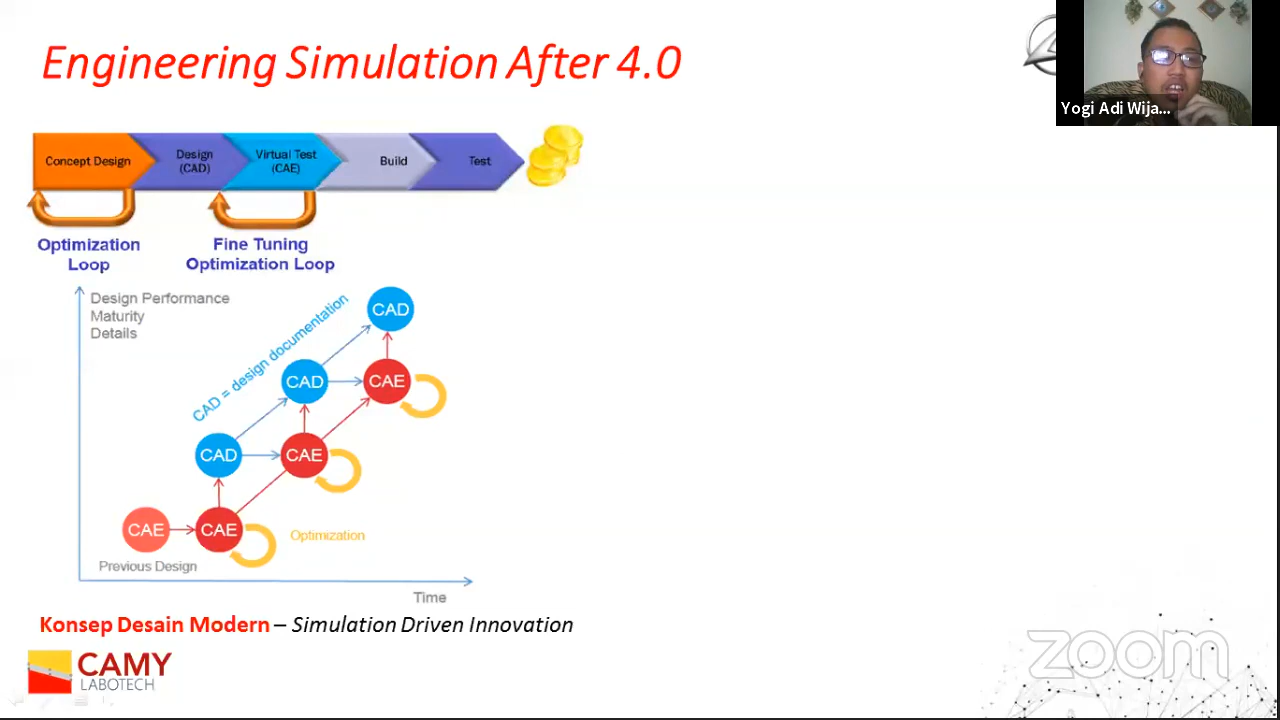 Engineering Simulation After 4.0
Yogi Adi Wija...
Concept Design
Design
(CAD)
Virtual Test
(CAE)
Build
Test
Optimization
Loop
Fine Tuning
Optimization Loop
Design Performance
Maturity
Details
CAD = design documentation
CAD
CAD
CAE
CAD
CAE
CAE
CAE
Optimization
Previous Design
Time
Konsep Desain Modern – Simulation Driven Innovation
CAMY
LABOTECH
zoom